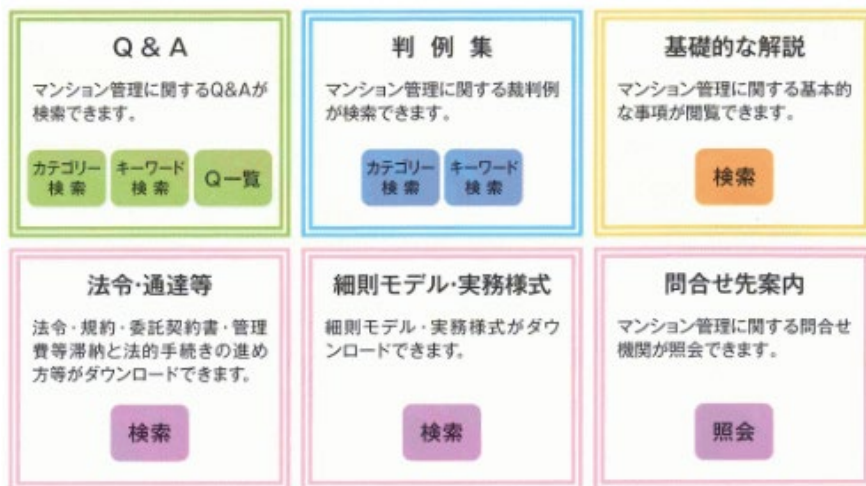 Q & A
マンション管理に関するQ&Aが
検索できます。
カテゴリー
検 索
キーワード
検 索
Q一覧
判 例 集
マンション管理に関する裁判例
が検索できます。
カテゴリー
検 索
キーワード
検 索
基礎的な解説
マンション管理に関する基本的
な事項が閲覧できます。
検索
法令・通達等
法令・規約・委託契約書・管理
費等滞納と法的手続きの進め
方等がダウンロードできます。
検索
細則モデル・実務様式
細則モデル・実務様式がダウ
ンロードできます。
検索
問合せ先案内
マンション管理に関する問合せ
機関が照会できます。
照会